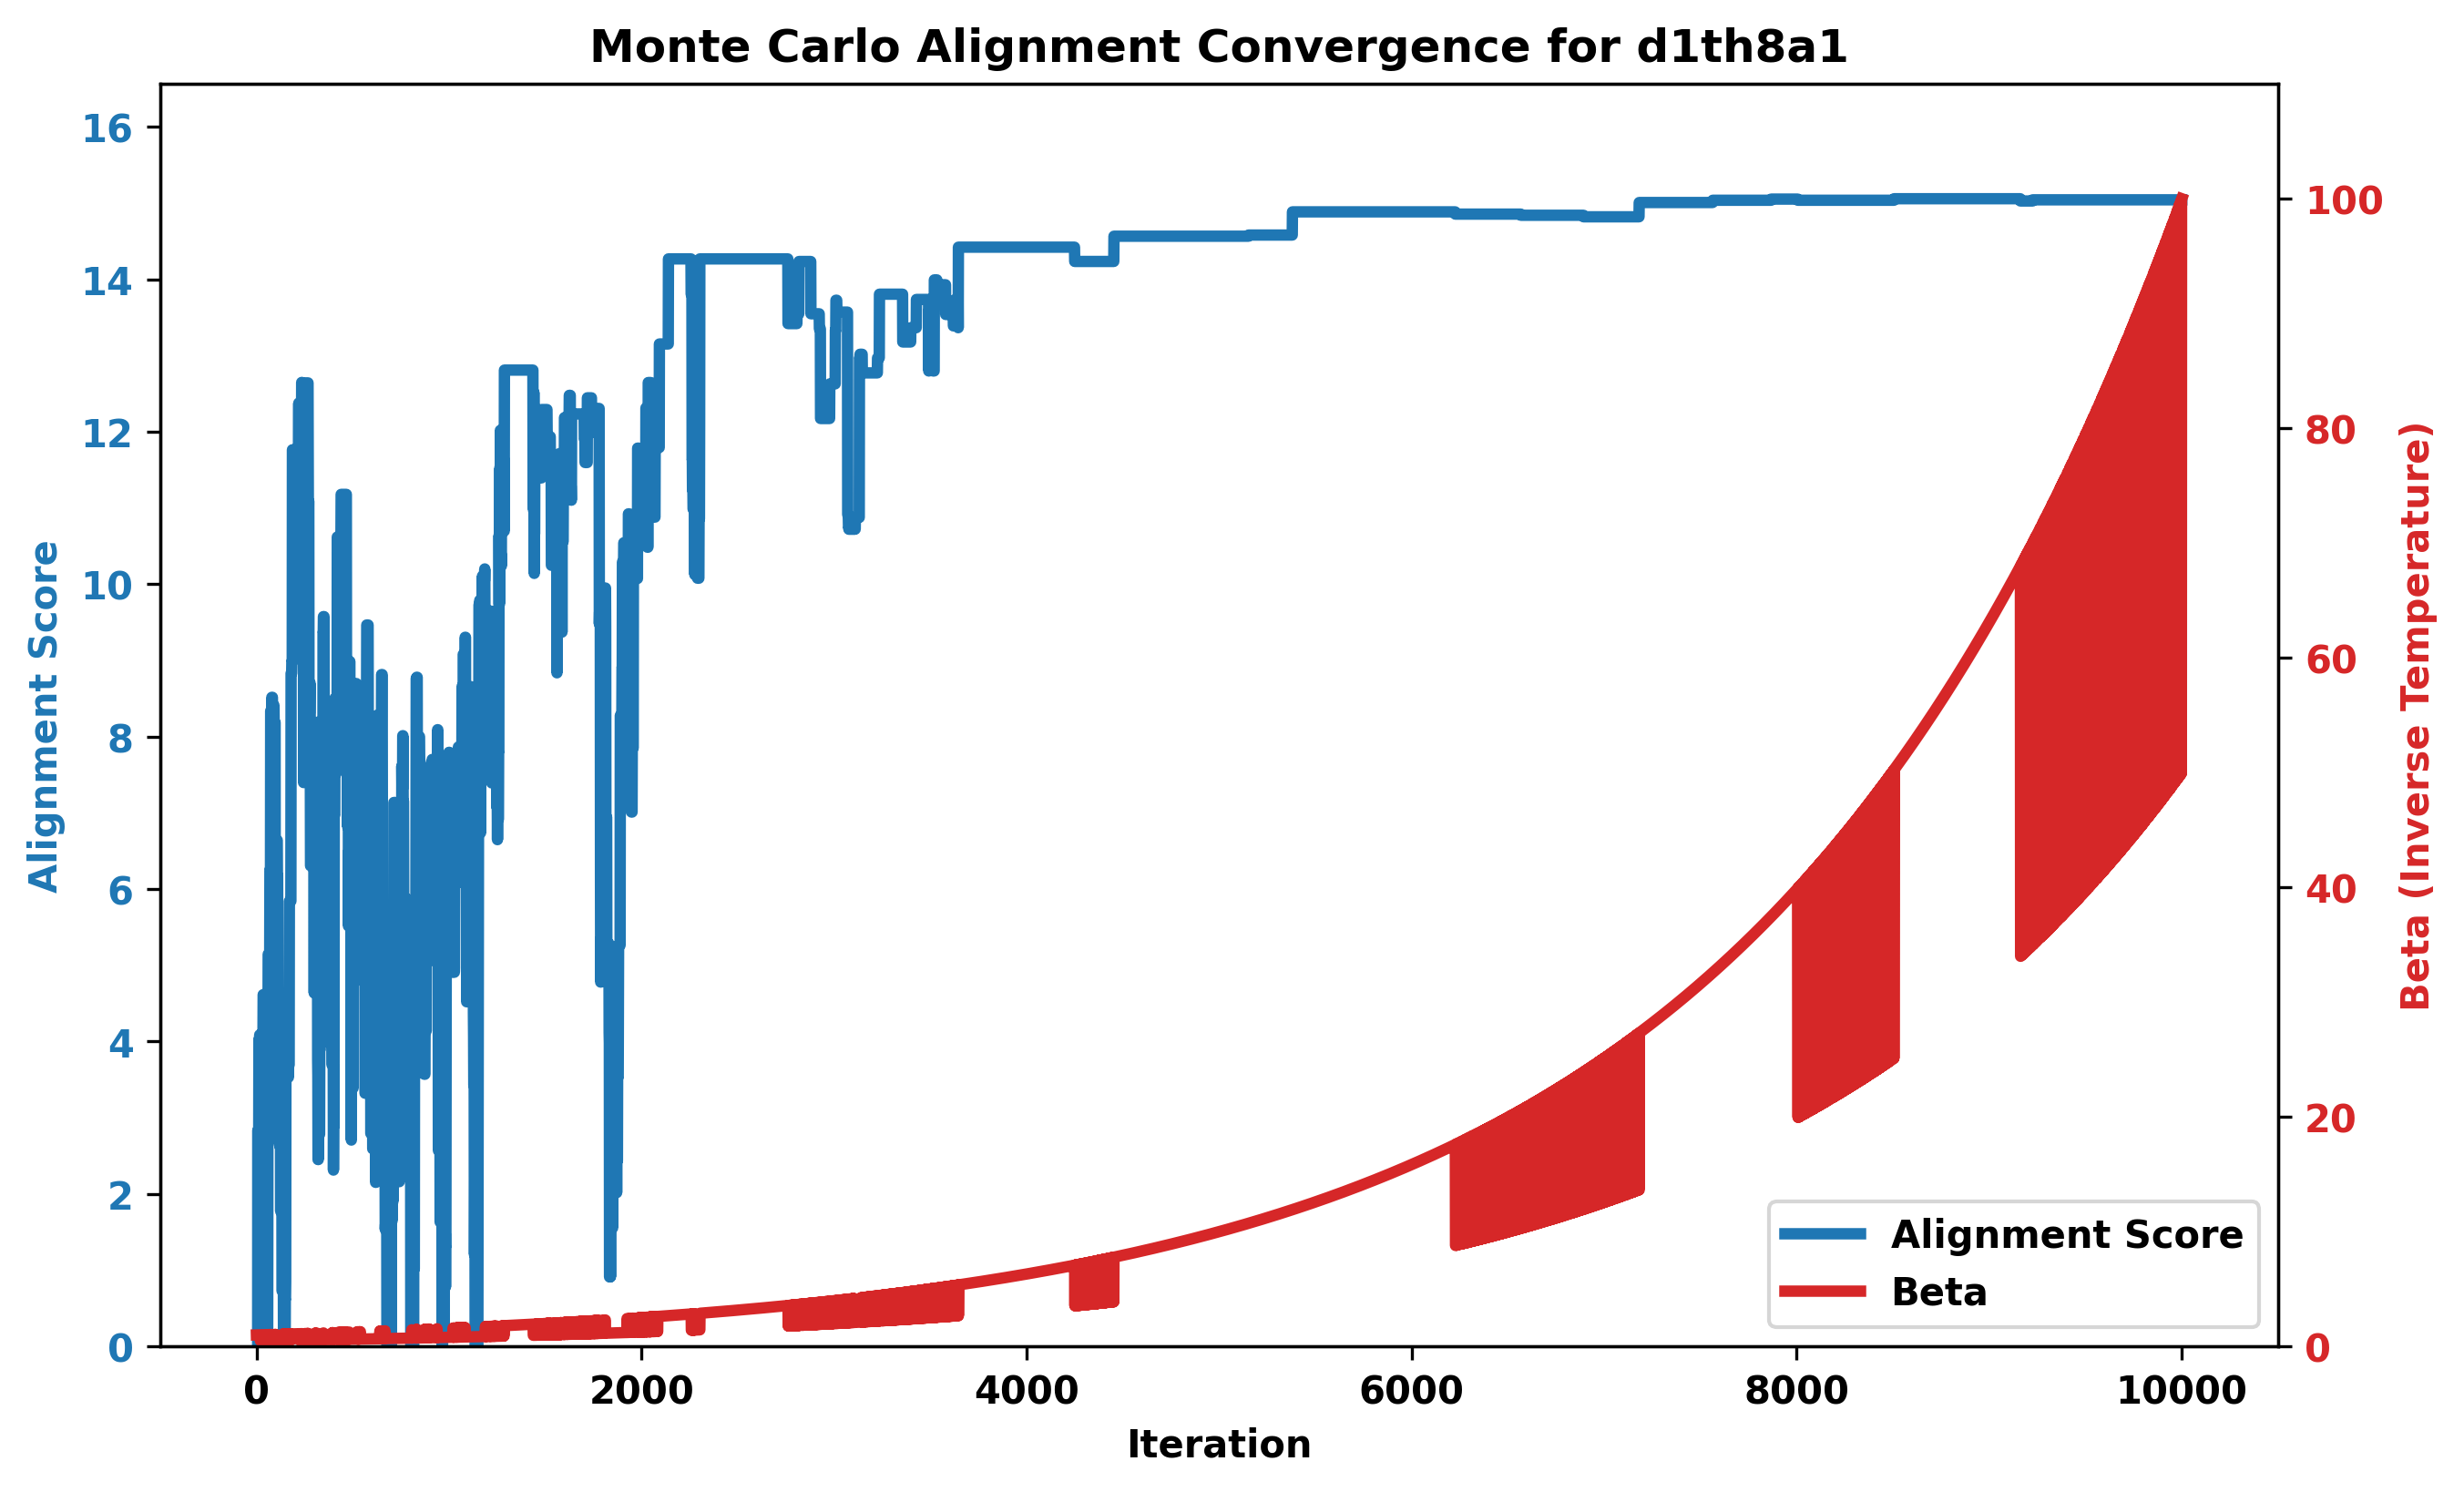 Monte Carlo Alignment Convergence for d1th8a1
16
14
12
10
8
6
4
2
0
Alignment Score
100
80
60
40
20
0
Beta (Inverse Temperature)
Alignment Score
Beta
0 2000 4000 6000 8000 10000
Iteration